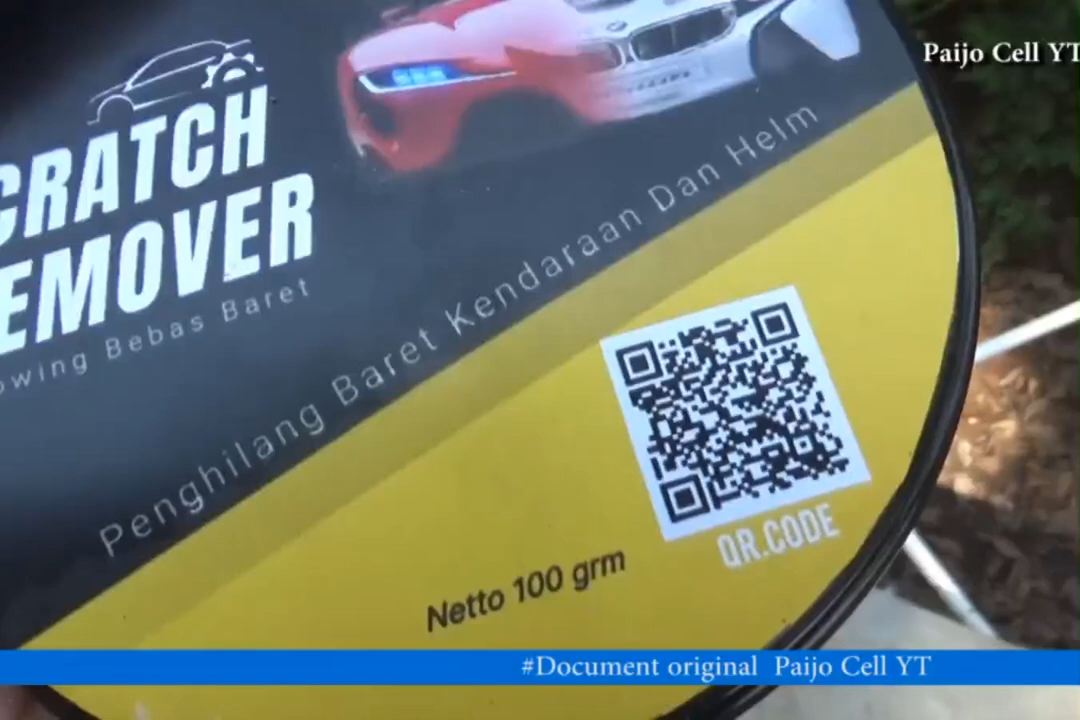 Paijo Cell YT
CRATCH
EMOVER
owing Bebas Baret
Penghilang Baret Kendaraan Dan Helm
QR.CODE
Netto 100 grm
#Document original Paijo Cell YT